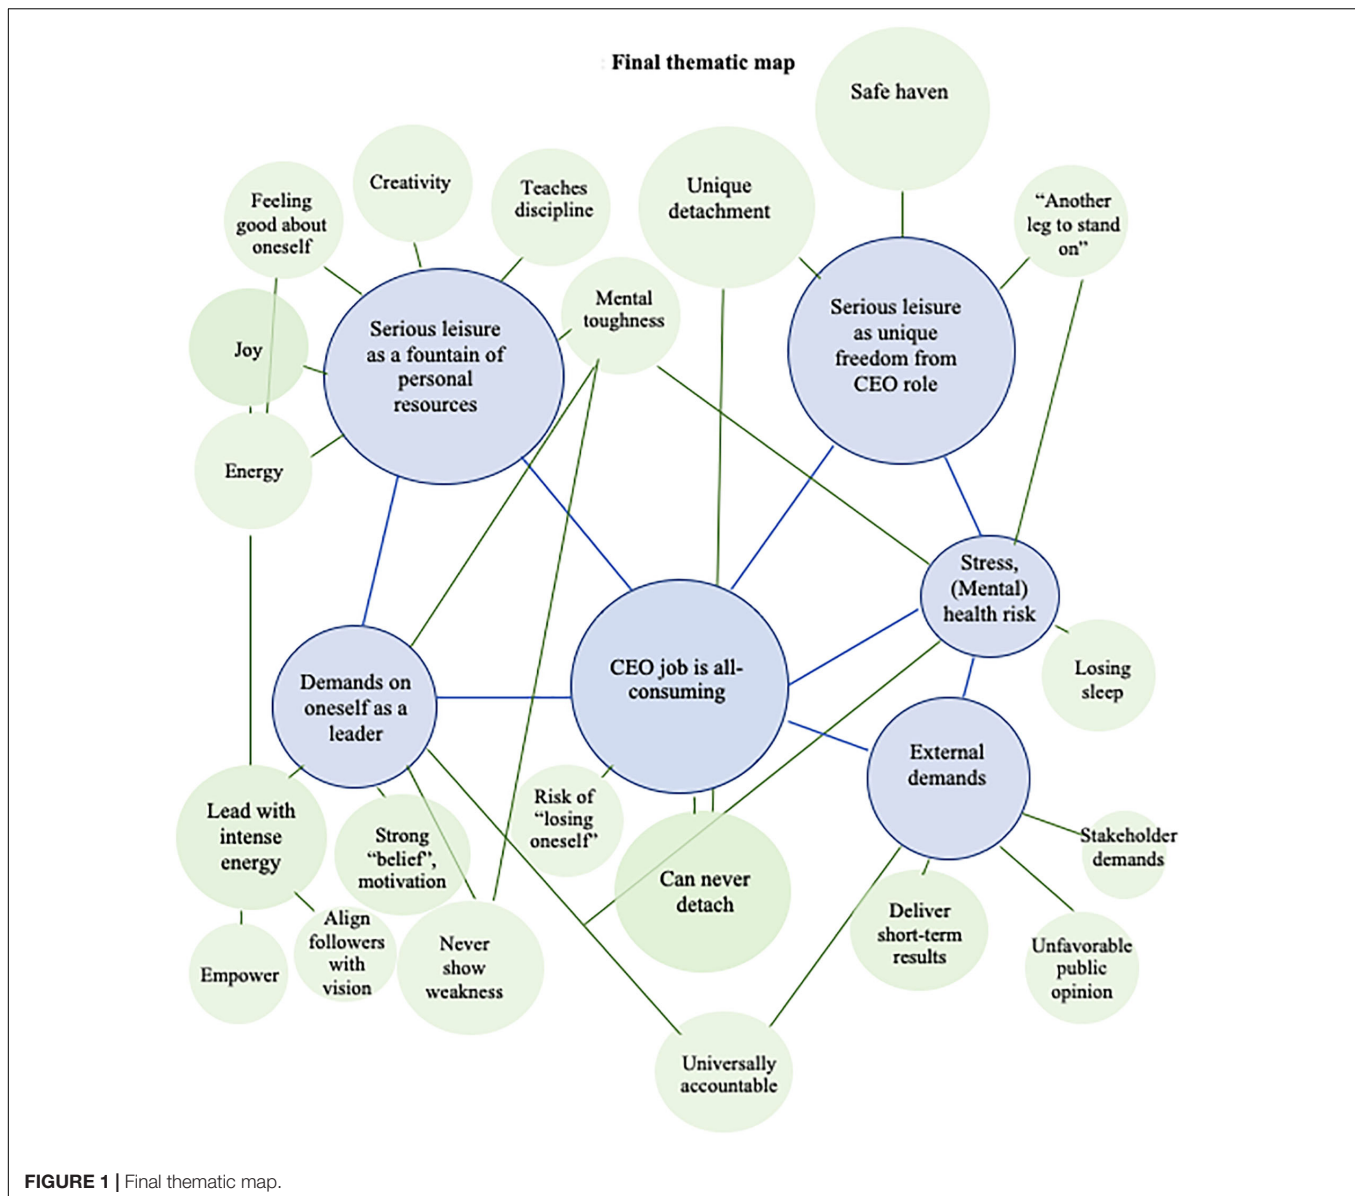 Final thematic map
Safe haven
Creativity
Teaches
discipline
Unique
detachment
Feeling
good about
oneself
“Another
leg to stand
on”
Mental
toughness
Joy
Serious leisure
as a fountain of
personal
resources
Serious leisure
as unique
freedom from
CEO role
Energy
Stress,
(Mental)
health risk
CEO job is all-
consuming
Demands on
oneself as a
leader
Losing
sleep
External
demands
Lead with
intense
energy
Strong
“belief”,
motivation
Risk of
“losing
oneself”
Can never
detach
Stakeholder
demands
Deliver
short-term
results
Unfavorable
public
opinion
Empower
Align
followers
with
vision
Never
show
weakness
Universally
accountable
FIGURE 1 | Final thematic map.